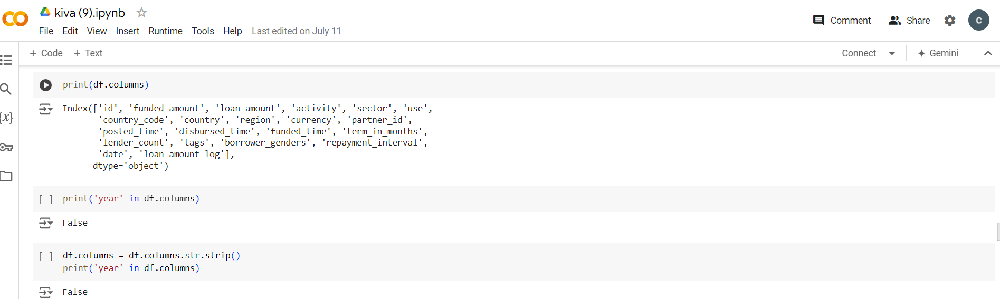 kiva (9).ipynb
File Edit View Insert Runtime Tools Help Last edited on July 11
Comment Share C
+ Code + Text Connect Gemini
{x}
print(df.columns)
Index(['id', 'funded_amount', 'loan_amount', 'activity', 'sector', 'use',
'country_code', 'country', 'region', 'currency', 'partner_id',
'posted_time', 'disbursed_time', 'funded_time', 'term_in_months',
'lender_count', 'tags', 'borrower_genders', 'repayment_interval',
'date', 'loan_amount_log'],
dtype='object')
[ ] print('year' in df.columns)
False
[ ] df.columns = df.columns.str.strip()
print('year' in df.columns)
False